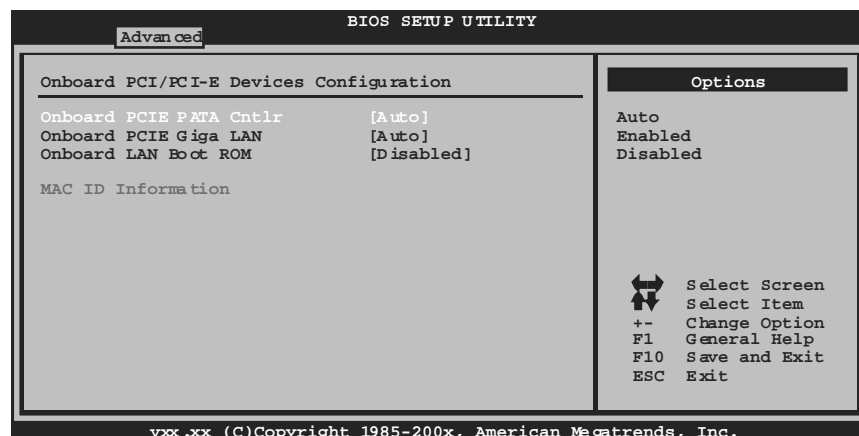 BIOS SETUP UTILITY
Advanced
Onboard PCI/PCI-E Devices Configuration
Onboard PCIE PATA Cntlr [Auto]
Onboard PCIE Giga LAN [Auto]
Onboard LAN Boot ROM [Disabled]
MAC ID Information
Options
Auto
Enabled
Disabled
Select Screen
Select Item
+- Change Option
F1 General Help
F10 Save and Exit
ESC Exit
vxx.xx (C)Copyright 1985-200x, American Megatrends, Inc.